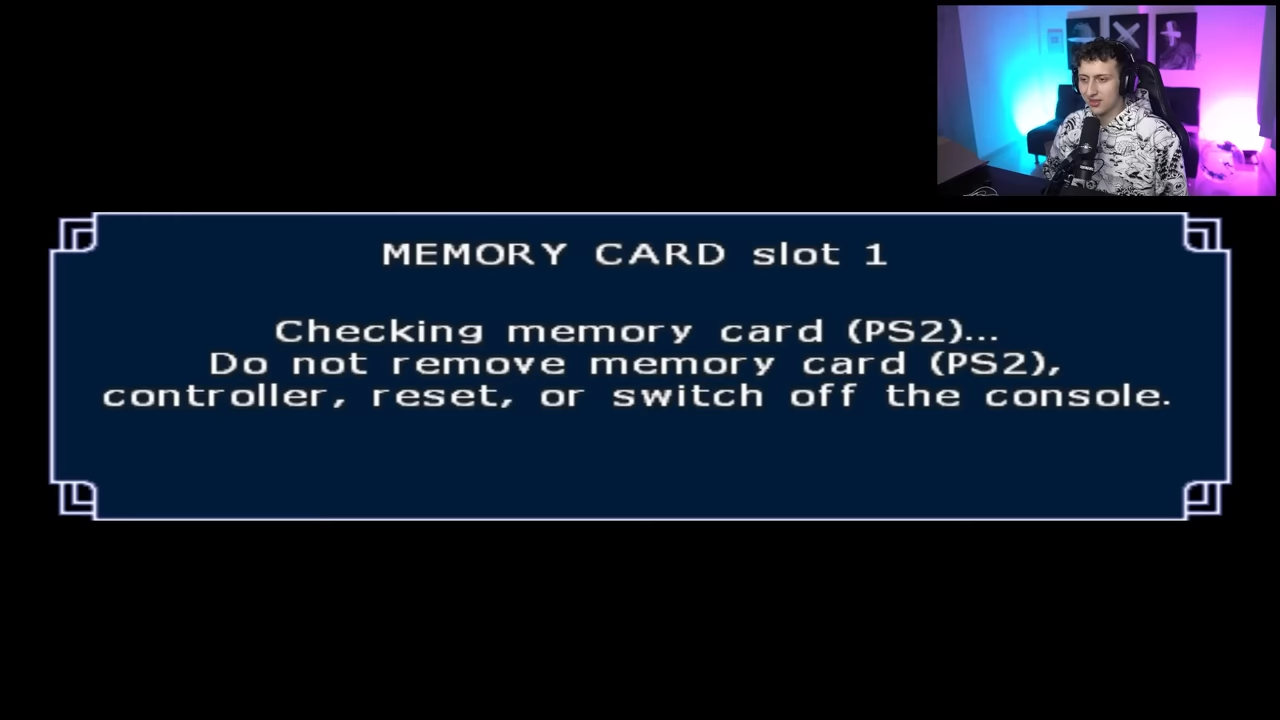 MEMORY CARD slot 1
Checking memory card (PS2)...
Do not remove memory card (PS2),
controller, reset, or switch off the console.